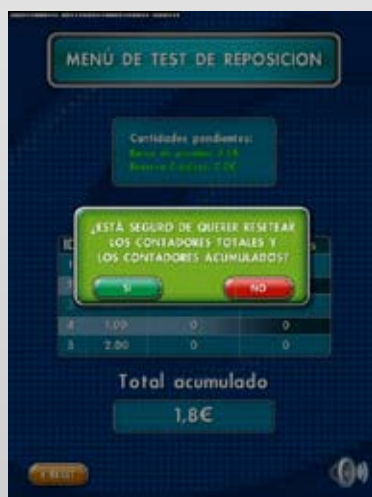 MENÚ DE TEST DE REPOSICION
Cantidades pendientes:
¿ESTÁ SEGURO DE QUERER RESETEAR
LOS CONTADORES TOTALES Y
LOS CONTADORES ACUMULADOS?
SI NO
4 1.00 0 0
5 2.00 0 0
Total acumulado
1,8€
RESET